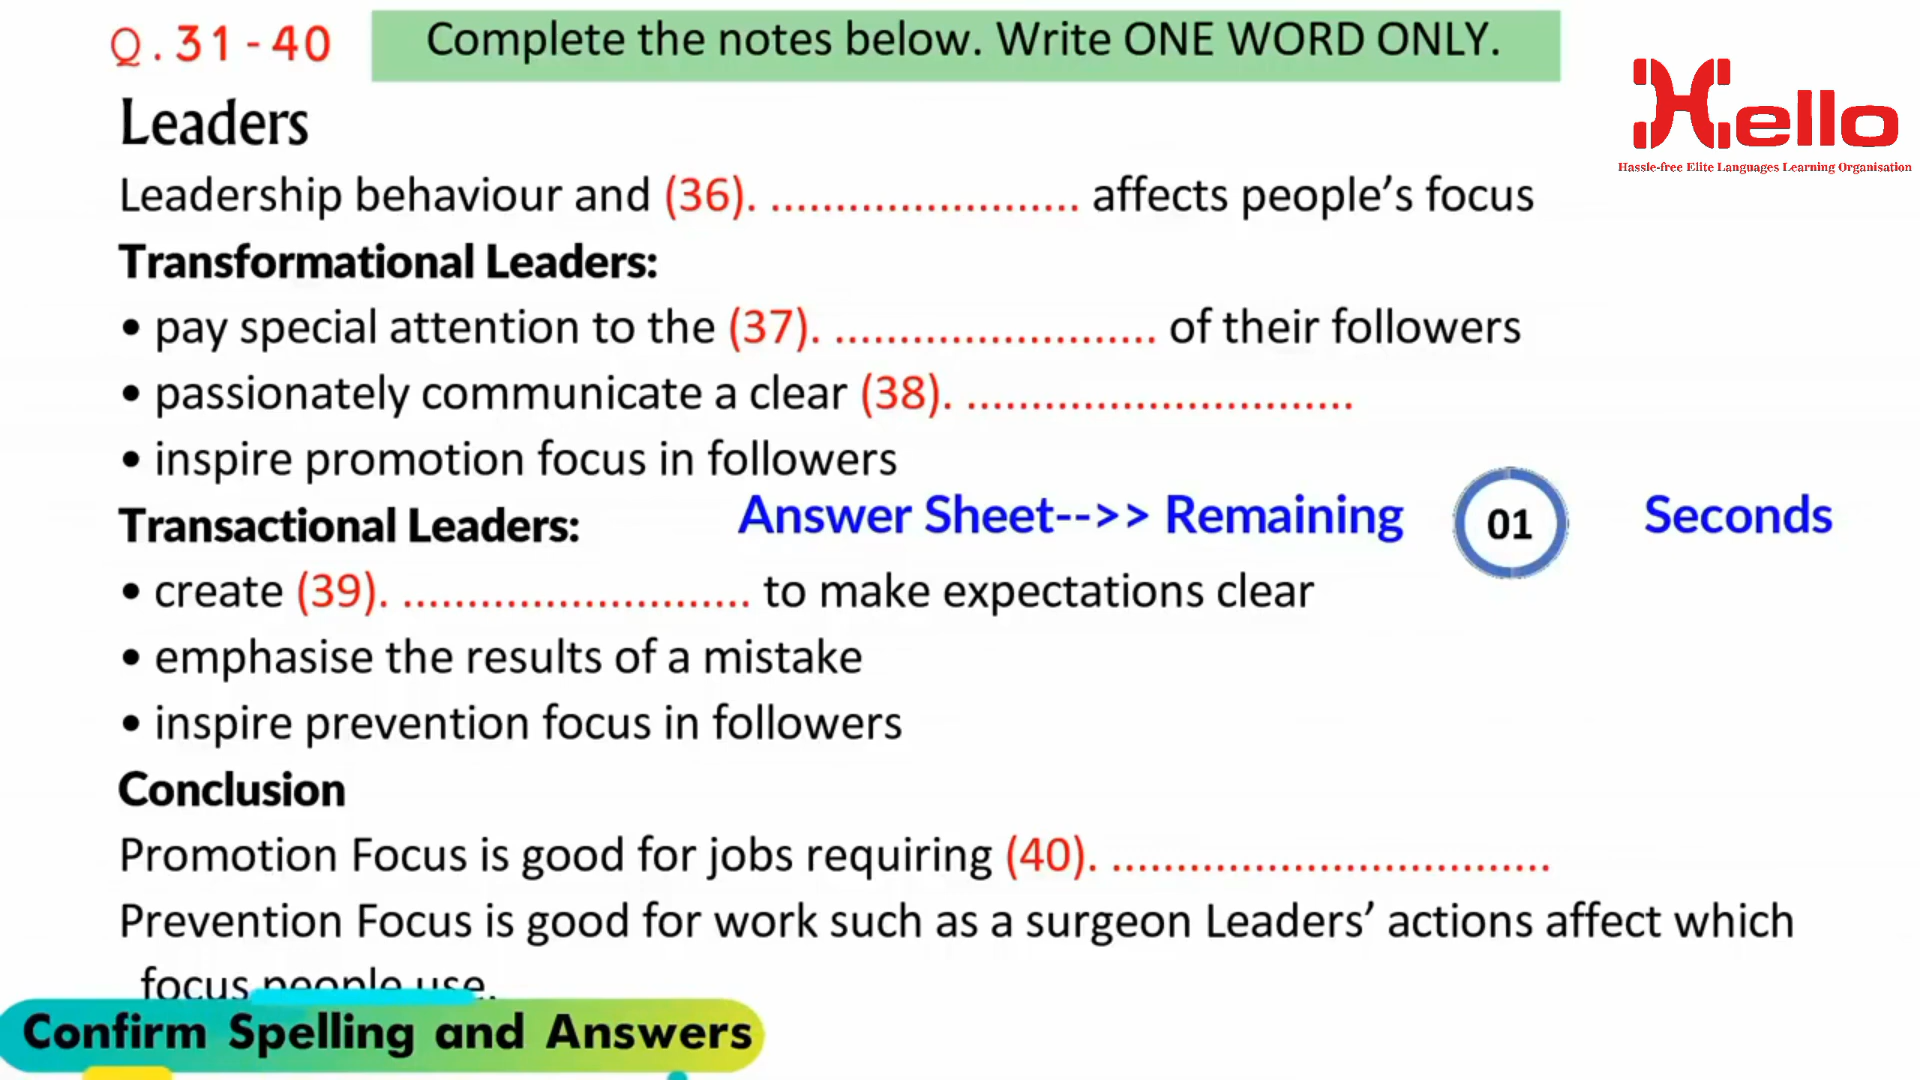 Q.31-40 Complete the notes below. Write ONE WORD ONLY.
Hello
Hassle-free Elite Languages Learning Organisation
Leaders
Leadership behaviour and (36). ........................ affects people’s focus
Transformational Leaders:
• pay special attention to the (37). ......................... of their followers
• passionately communicate a clear (38). ..............................
• inspire promotion focus in followers
Transactional Leaders:
Answer Sheet-->> Remaining 01 Seconds
• create (39). ........................... to make expectations clear
• emphasise the results of a mistake
• inspire prevention focus in followers
Conclusion
Promotion Focus is good for jobs requiring (40). ..................................
Prevention Focus is good for work such as a surgeon Leaders’ actions affect which
focus people use.
Confirm Spelling and Answers